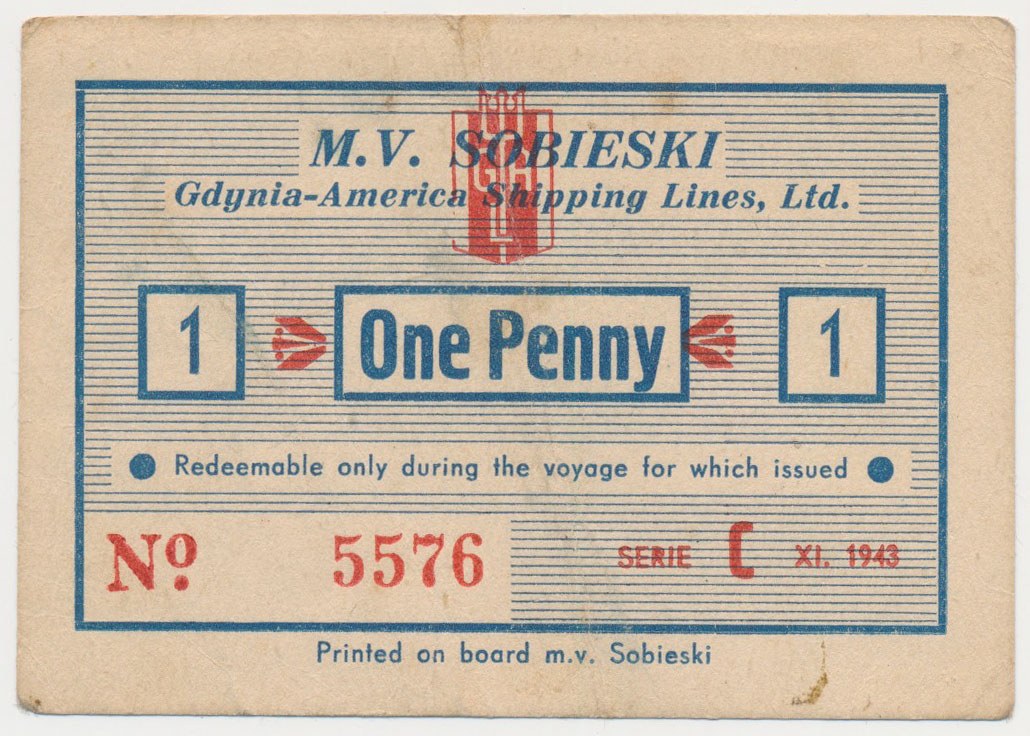 M.V. SOBIESKI
Gdynia-America Shipping Lines, Ltd.
GAL
1 One Penny 1
Redeemable only during the voyage for which issued
No 5576 SERIE C XI. 1943
Printed on board m.v. Sobieski